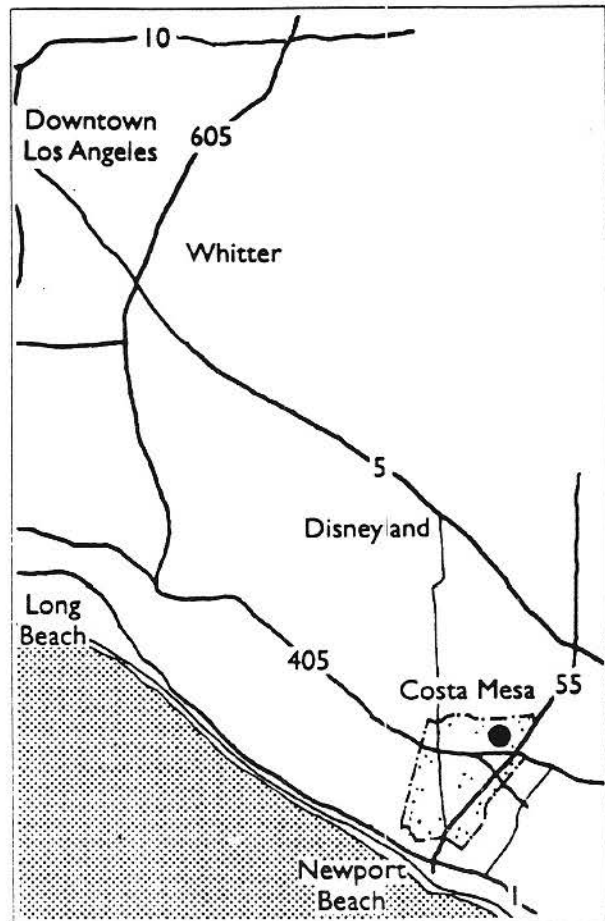 10
Downtown
Los Angeles
605
Whitter
5
Disneyland
Long
Beach
405
Costa Mesa
55
Newport
Beach
1